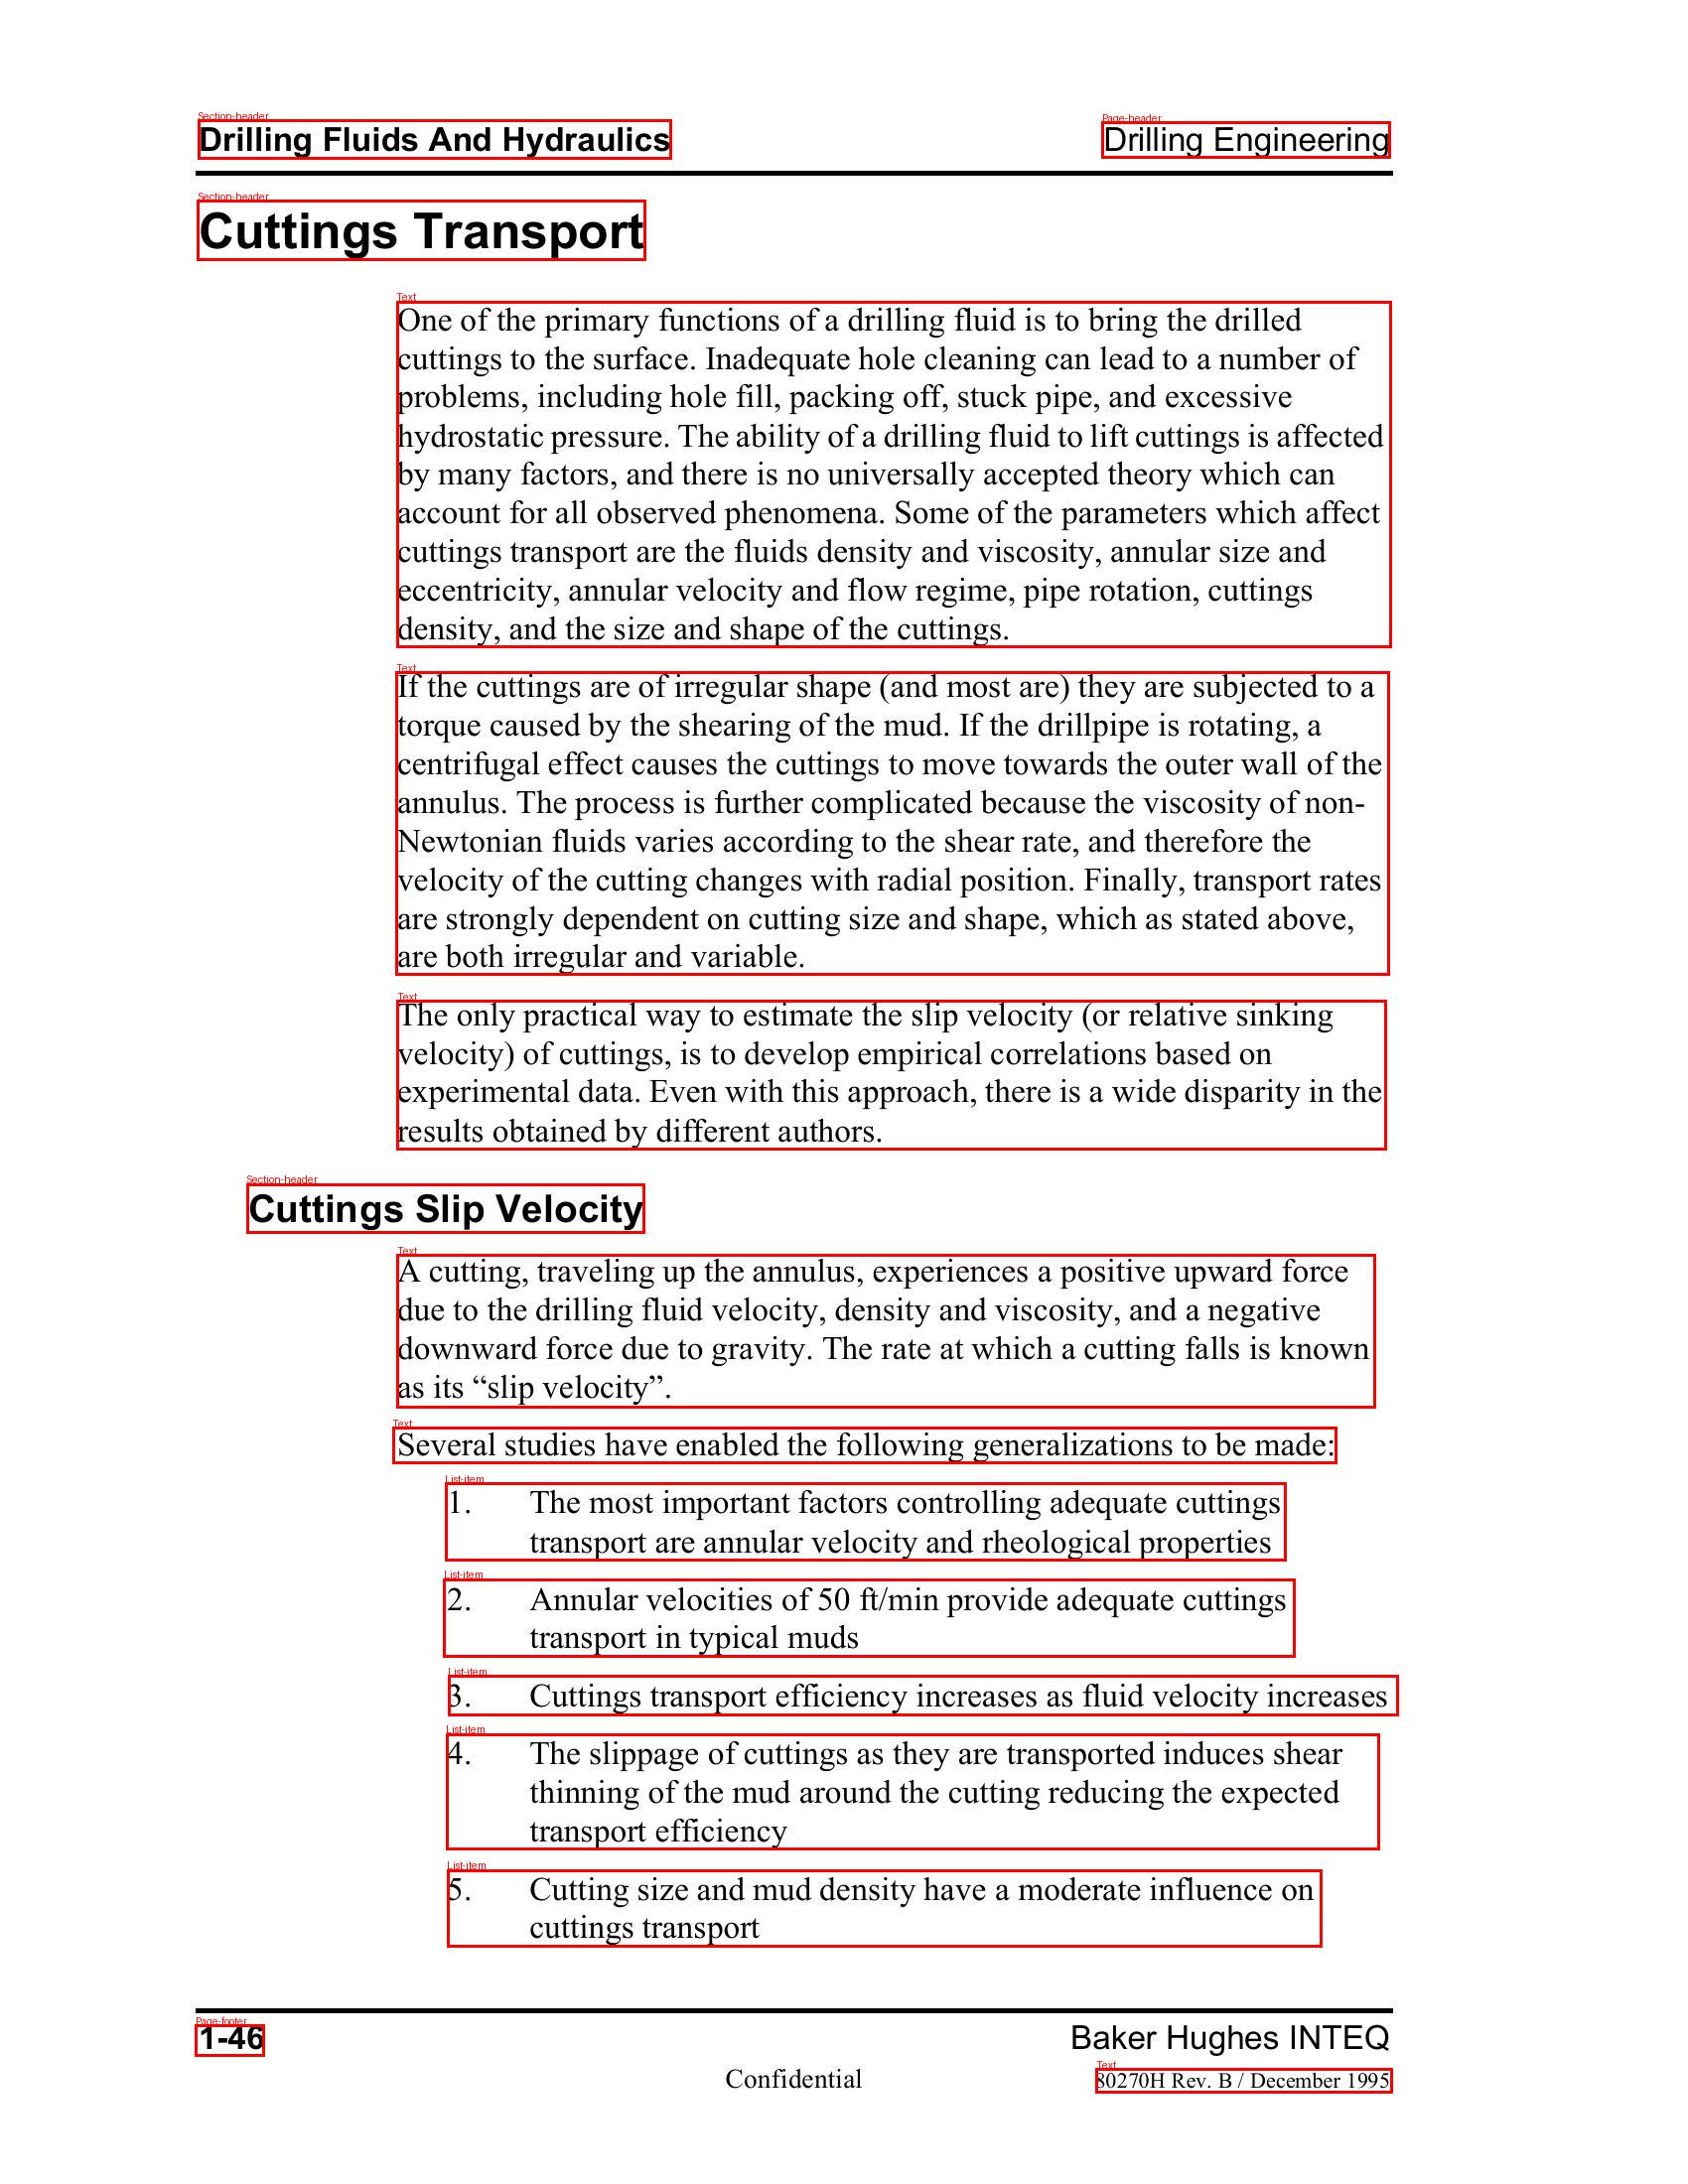 Section-header
Drilling Fluids And Hydraulics
Page-header
Drilling Engineering
Section-header
Cuttings Transport
Text
One of the primary functions of a drilling fluid is to bring the drilled
cuttings to the surface. Inadequate hole cleaning can lead to a number of
problems, including hole fill, packing off, stuck pipe, and excessive
hydrostatic pressure. The ability of a drilling fluid to lift cuttings is affected
by many factors, and there is no universally accepted theory which can
account for all observed phenomena. Some of the parameters which affect
cuttings transport are the fluids density and viscosity, annular size and
eccentricity, annular velocity and flow regime, pipe rotation, cuttings
density, and the size and shape of the cuttings.
Text
If the cuttings are of irregular shape (and most are) they are subjected to a
torque caused by the shearing of the mud. If the drillpipe is rotating, a
centrifugal effect causes the cuttings to move towards the outer wall of the
annulus. The process is further complicated because the viscosity of non-
Newtonian fluids varies according to the shear rate, and therefore the
velocity of the cutting changes with radial position. Finally, transport rates
are strongly dependent on cutting size and shape, which as stated above,
are both irregular and variable.
Text
The only practical way to estimate the slip velocity (or relative sinking
velocity) of cuttings, is to develop empirical correlations based on
experimental data. Even with this approach, there is a wide disparity in the
results obtained by different authors.
Section-header
Cuttings Slip Velocity
Text
A cutting, traveling up the annulus, experiences a positive upward force
due to the drilling fluid velocity, density and viscosity, and a negative
downward force due to gravity. The rate at which a cutting falls is known
as its “slip velocity”.
Text
Several studies have enabled the following generalizations to be made:
List-item
1. The most important factors controlling adequate cuttings
transport are annular velocity and rheological properties
List-item
2. Annular velocities of 50 ft/min provide adequate cuttings
transport in typical muds
List-item
3. Cuttings transport efficiency increases as fluid velocity increases
List-item
4. The slippage of cuttings as they are transported induces shear
thinning of the mud around the cutting reducing the expected
transport efficiency
List-item
5. Cutting size and mud density have a moderate influence on
cuttings transport
Page-footer
1-46
Baker Hughes INTEQ
Confidential
Text
80270H Rev. B / December 1995